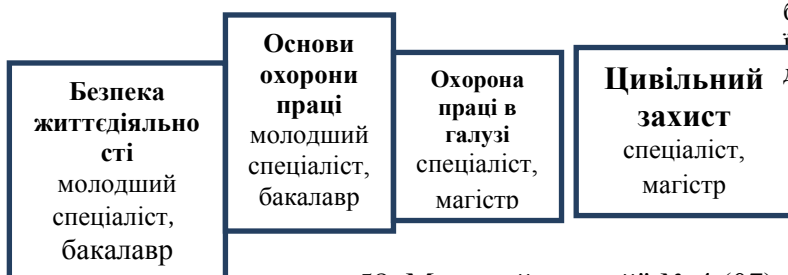 Безпека
життєдіяльно
сті
молодший
спеціаліст,
бакалавр
Основи
охорони
праці
молодший
спеціаліст,
бакалавр
Охорона
праці в
галузі
спеціаліст,
магістр
Цивільний
захист
спеціаліст,
магістр